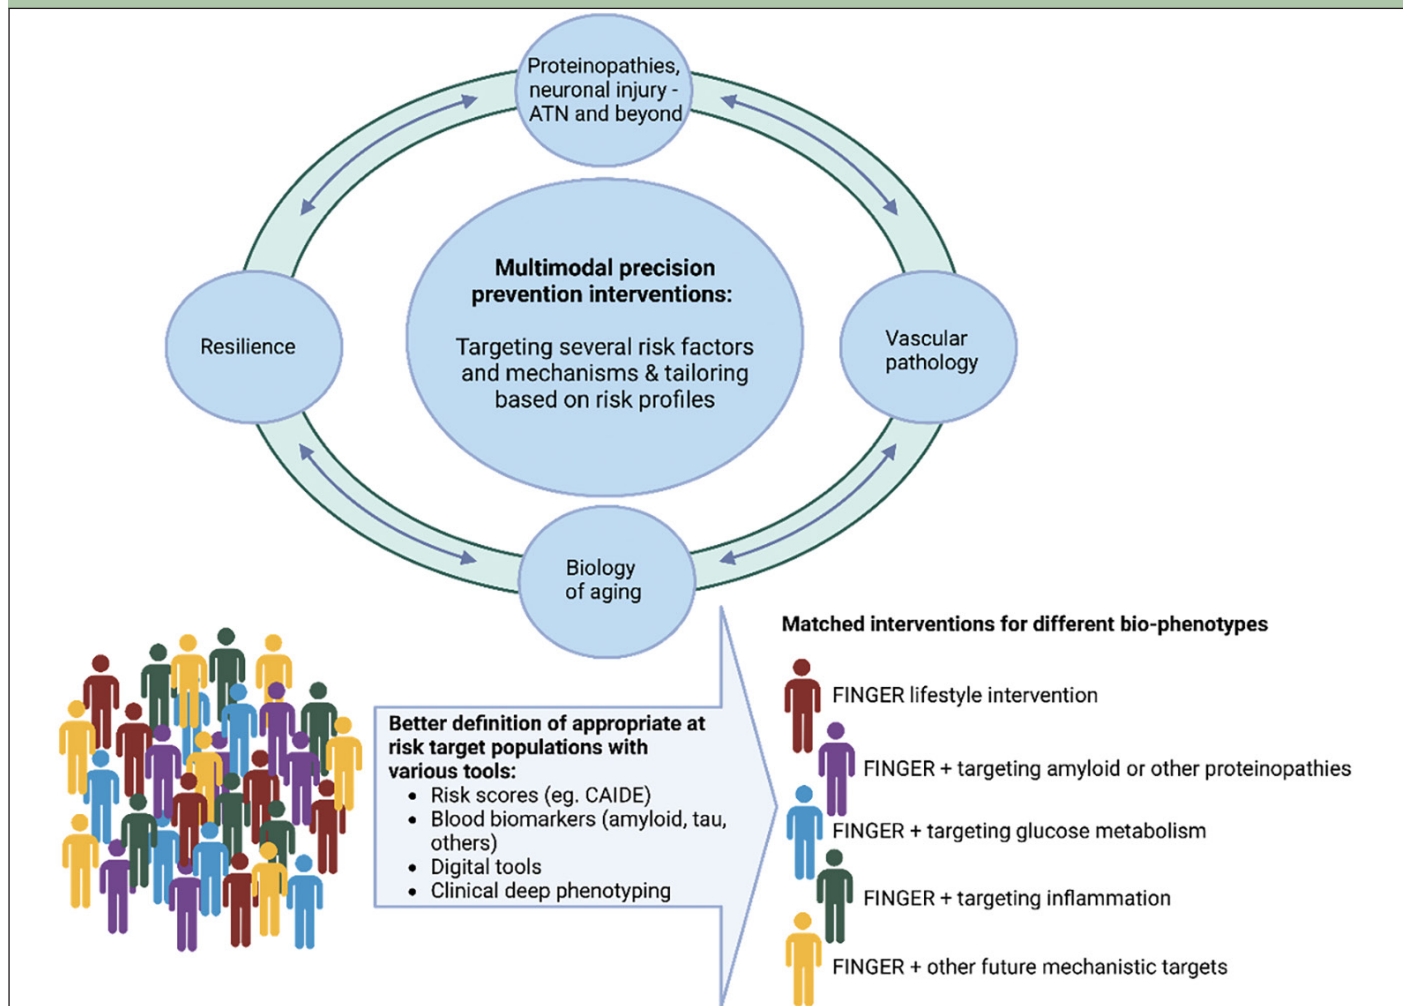 Proteinopathies,
neuronal injury -
ATN and beyond
Multimodal precision
prevention interventions:
Targeting several risk factors
and mechanisms & tailoring
based on risk profiles
Resilience
Vascular
pathology
Biology
of aging
Better definition of appropriate at
risk target populations with
various tools:
• Risk scores (eg. CAIDE)
• Blood biomarkers (amyloid, tau,
others)
• Digital tools
• Clinical deep phenotyping
Matched interventions for different bio-phenotypes
FINGER lifestyle intervention
FINGER + targeting amyloid or other proteinopathies
FINGER + targeting glucose metabolism
FINGER + targeting inflammation
FINGER + other future mechanistic targets